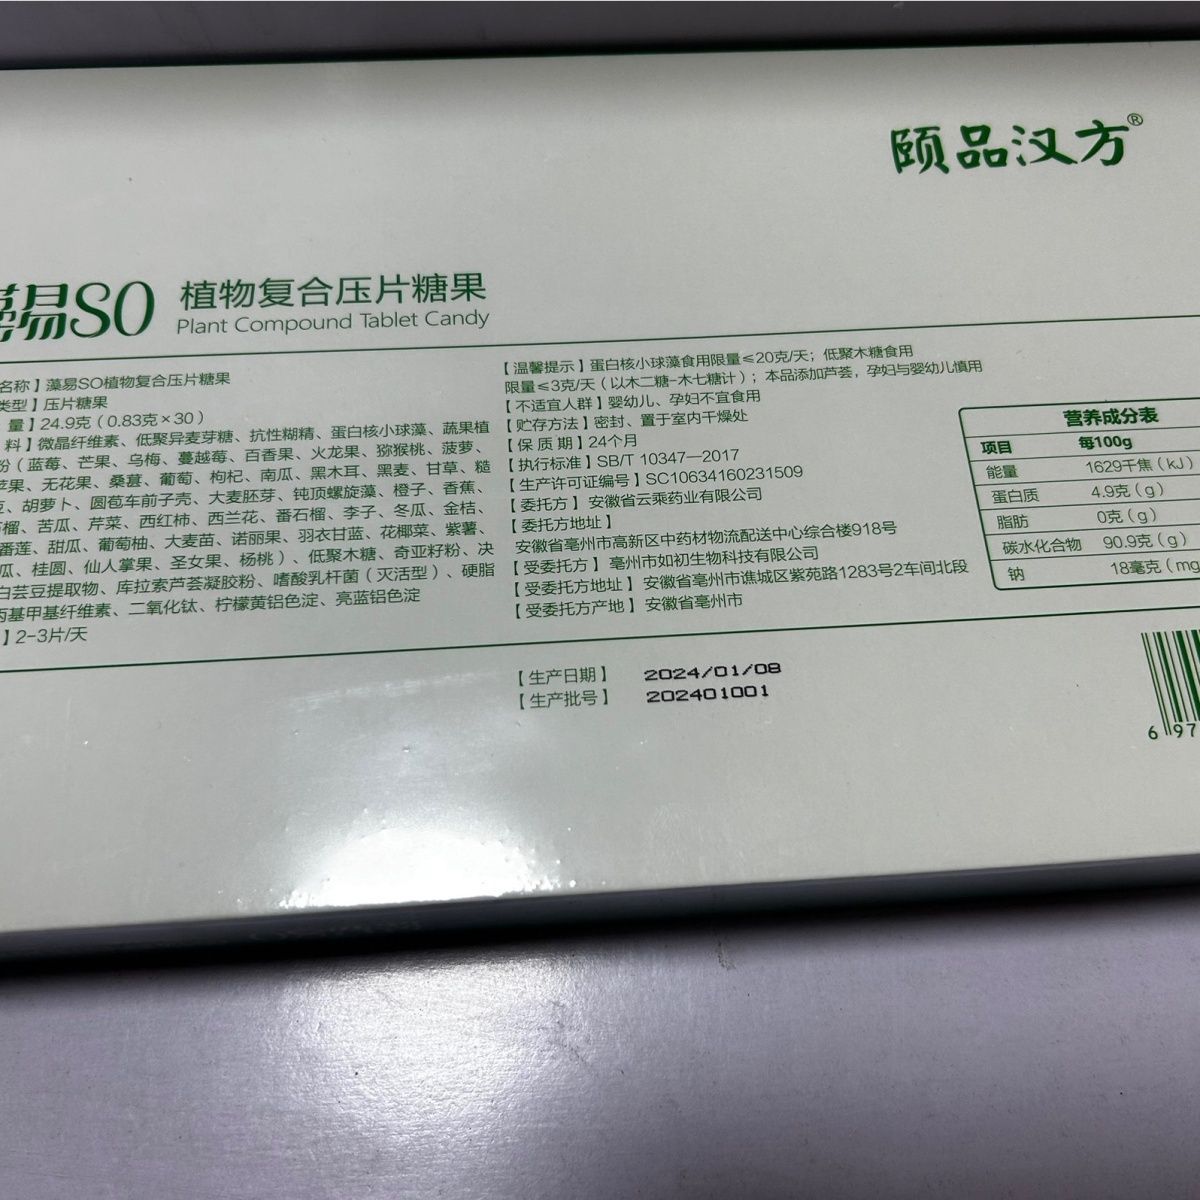 颐品汉方®
藻易SO 植物复合压片糖果
Plant Compound Tablet Candy
名称】藻易SO植物复合压片糖果
类型】压片糖果
量】24.9克（0.83克×30）
料】微晶纤维素、低聚异麦芽糖、抗性糊精、蛋白核小球藻、蔬果植
粉（蓝莓、芒果、乌梅、蔓越莓、百香果、火龙果、猕猴桃、菠萝、
苹果、无花果、桑葚、葡萄、枸杞、南瓜、黑木耳、黑麦、甘草、糙
豆、胡萝卜、圆苞车前子壳、大麦胚芽、钝顶螺旋藻、橙子、香蕉、
榴、苦瓜、芹菜、西红柿、西兰花、番石榴、李子、冬瓜、金桔、
番莲、甜瓜、葡萄柚、大麦苗、诺丽果、羽衣甘蓝、花椰菜、紫薯、
瓜、桂圆、仙人掌果、圣女果、杨桃）、低聚木糖、奇亚籽粉、决
白芸豆提取物、库拉索芦荟凝胶粉、嗜酸乳杆菌（灭活型）、硬脂
丙基甲基纤维素、二氧化钛、柠檬黄铝色淀、亮蓝铝色淀
】2-3片/天
【温馨提示】蛋白核小球藻食用限量≤20克/天；低聚木糖食用
限量≤3克/天（以木二糖-木七糖计）；本品添加芦荟，孕妇与婴幼儿慎用
【不适宜人群】婴幼儿、孕妇不宜食用
【贮存方法】密封、置于室内干燥处
【保质期】24个月
【执行标准】SB/T 10347—2017
【生产许可证编号】SC10634160231509
【委托方】安徽省云乘药业有限公司
【委托方地址】
安徽省亳州市高新区中药材物流配送中心综合楼918号
【受委托方】亳州市如初生物科技有限公司
【受委托方地址】安徽省亳州市谯城区紫苑路1283号2车间北段
【受委托方产地】安徽省亳州市
营养成分表
项目 每100g
能量 1629千焦（kJ）
蛋白质 4.9克（g）
脂肪 0克（g）
碳水化合物 90.9克（g）
钠 18毫克（mg
【生产日期】 2024/01/08
【生产批号】 202401001
6 97